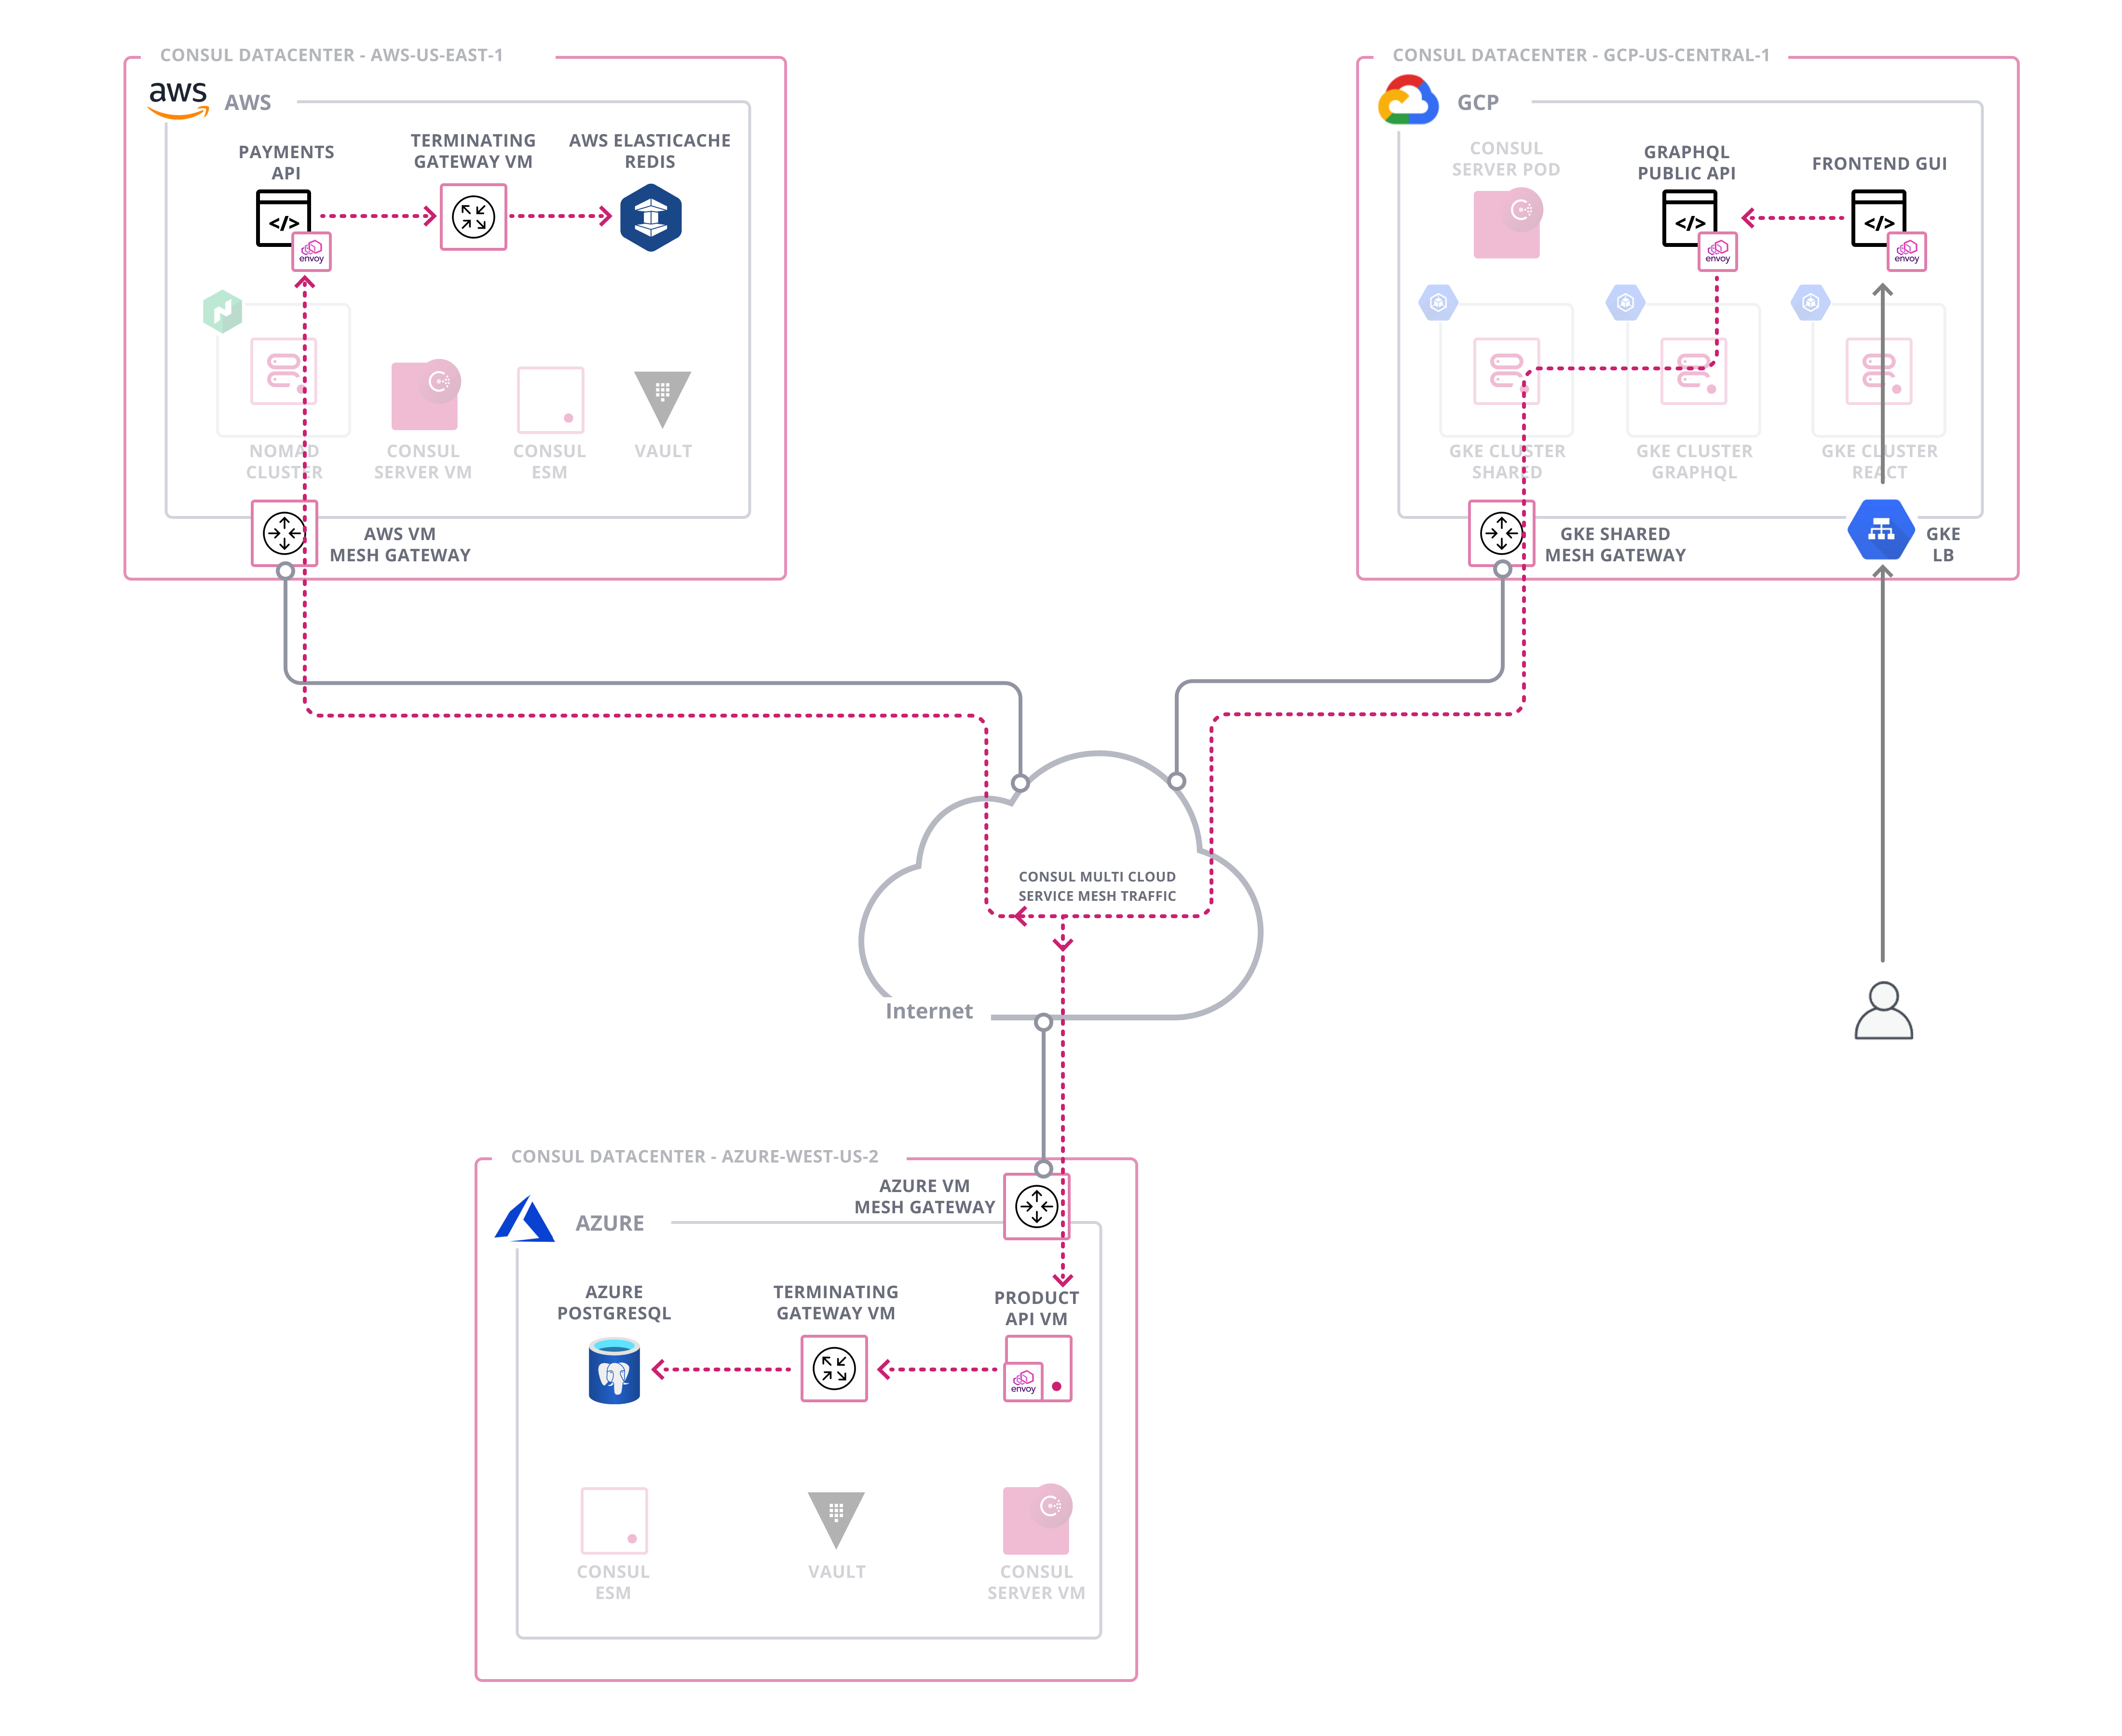 CONSUL DATACENTER - AWS-US-EAST-1
aws
AWS
PAYMENTS
API
TERMINATING
GATEWAY VM
AWS ELASTICACHE
REDIS
</>
envoy
NOMAD
CLUSTER
CONSUL
SERVER VM
CONSUL
ESM
VAULT
AWS VM
MESH GATEWAY
CONSUL DATACENTER - GCP-US-CENTRAL-1
GCP
CONSUL
SERVER POD
GRAPHQL
PUBLIC API
FRONTEND GUI
</>
envoy
</>
envoy
GKE CLUSTER
SHARED
GKE CLUSTER
GRAPHQL
GKE CLUSTER
REACT
GKE SHARED
MESH GATEWAY
GKE
LB
CONSUL MULTI CLOUD
SERVICE MESH TRAFFIC
Internet
CONSUL DATACENTER - AZURE-WEST-US-2
AZURE VM
MESH GATEWAY
AZURE
AZURE
POSTGRESQL
TERMINATING
GATEWAY VM
PRODUCT
API VM
envoy
CONSUL
ESM
VAULT
CONSUL
SERVER VM